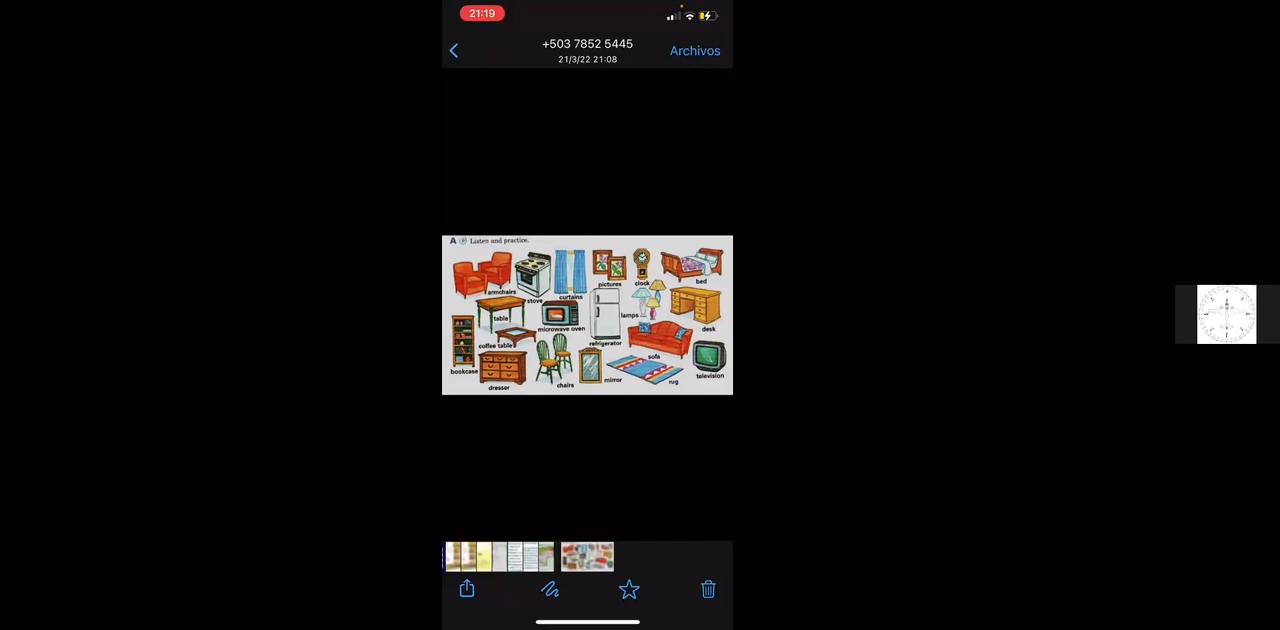 21:19
+503 7852 5445
21/3/22 21:08
Archivos
A Listen and practice.
armchairs
stove
curtains
pictures
clock
bed
table
microwave oven
refrigerator
lamps
desk
coffee table
sofa
bookcase
dresser
chairs
mirror
rug
television